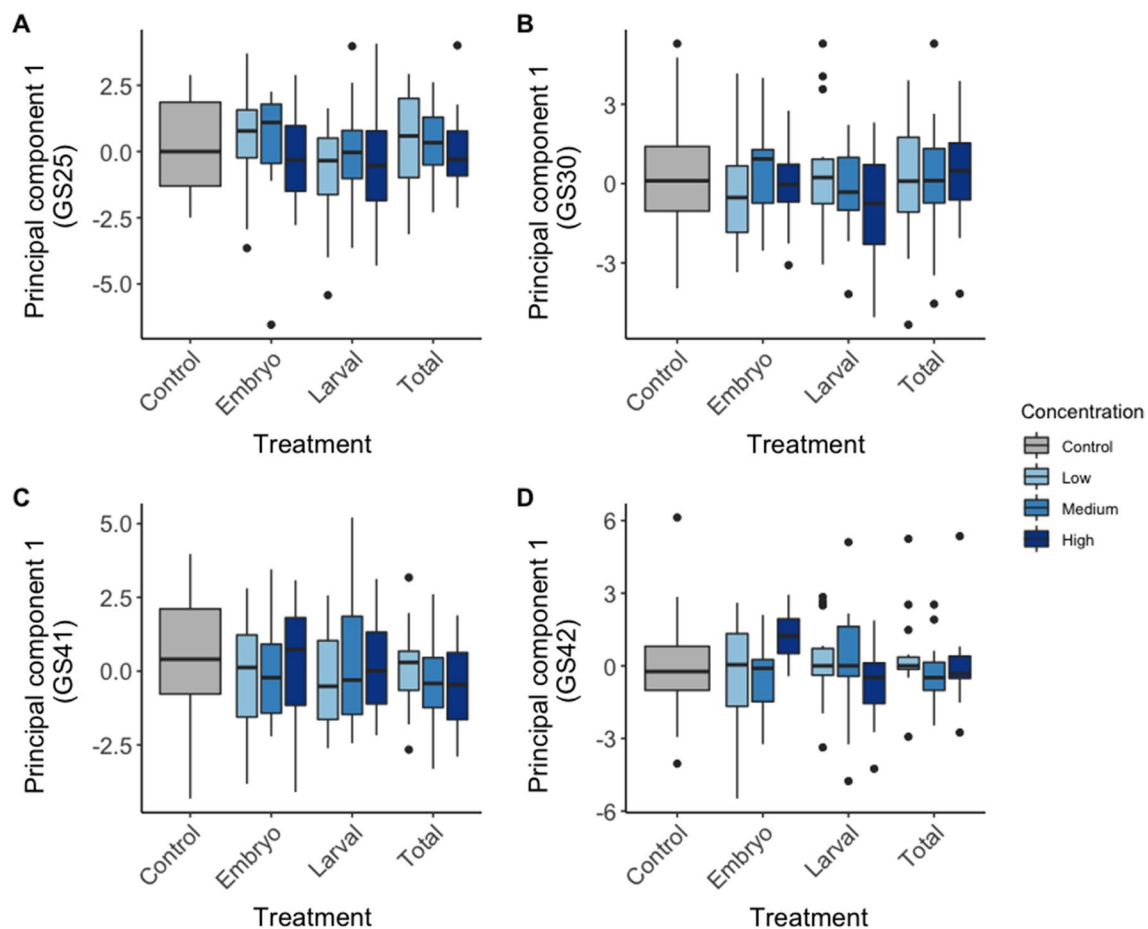 A
Principal component 1
(GS25)
2.5
0.0
-2.5
-5.0
Control
Embryo
Larval
Total
Treatment
B
Principal component 1
(GS30)
3
0
-3
Control
Embryo
Larval
Total
Treatment
Concentration
Control
Low
Medium
High
C
Principal component 1
(GS41)
5.0
2.5
0.0
-2.5
Control
Embryo
Larval
Total
Treatment
D
Principal component 1
(GS42)
6
3
0
-3
-6
Control
Embryo
Larval
Total
Treatment